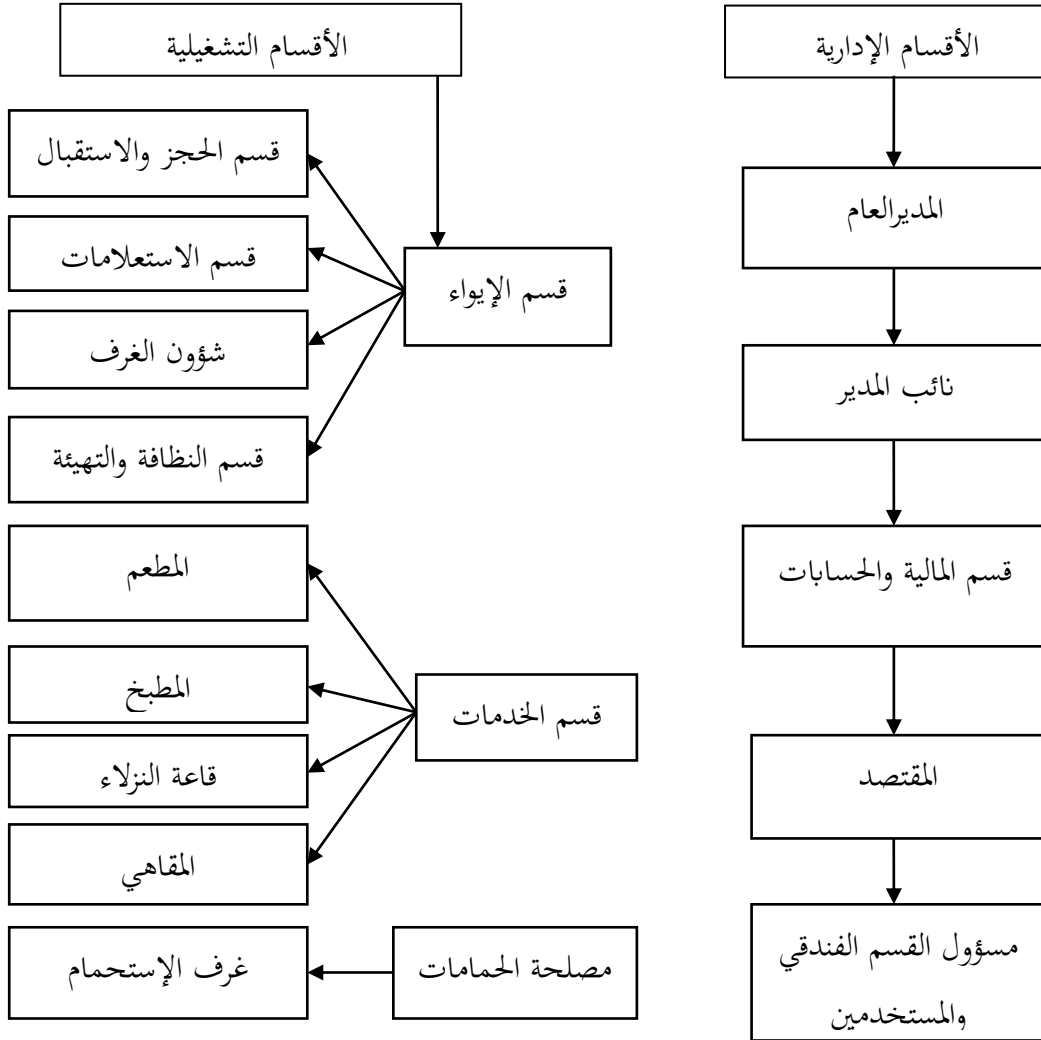 الأقسام الإدارية
المديرالعام
نائب المدير
قسم المالية والحسابات
المقتصد
مسؤول القسم الفندقي
والمستخدمين
الأقسام التشغيلية
قسم الإيواء
قسم الحجز والاستقبال
قسم الاستعلامات
شؤون الغرف
قسم النظافة والتهيئة
قسم الخدمات
المطعم
المطبخ
قاعة النزلاء
المقاهي
مصلحة الحمامات
غرف الإستحمام